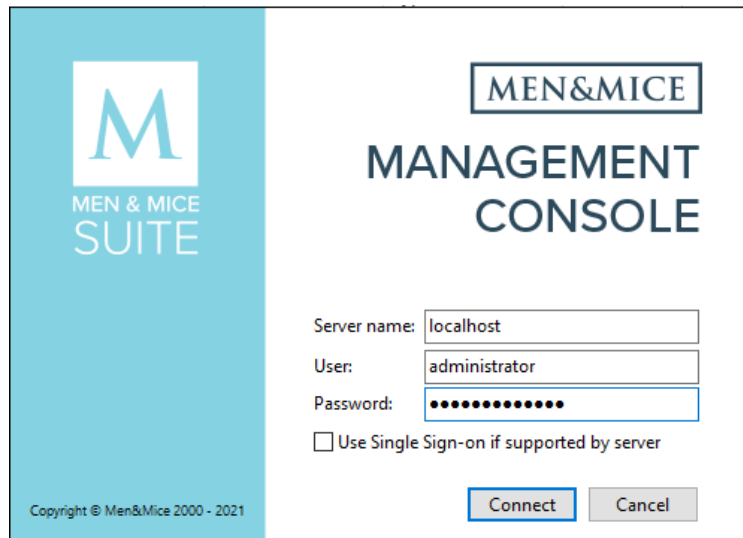 M
MEN & MICE
SUITE
MEN&MICE
MANAGEMENT
CONSOLE
Server name: localhost
User: administrator
Password: •••••••••••••
Use Single Sign-on if supported by server
Connect Cancel
Copyright © Men&Mice 2000 - 2021